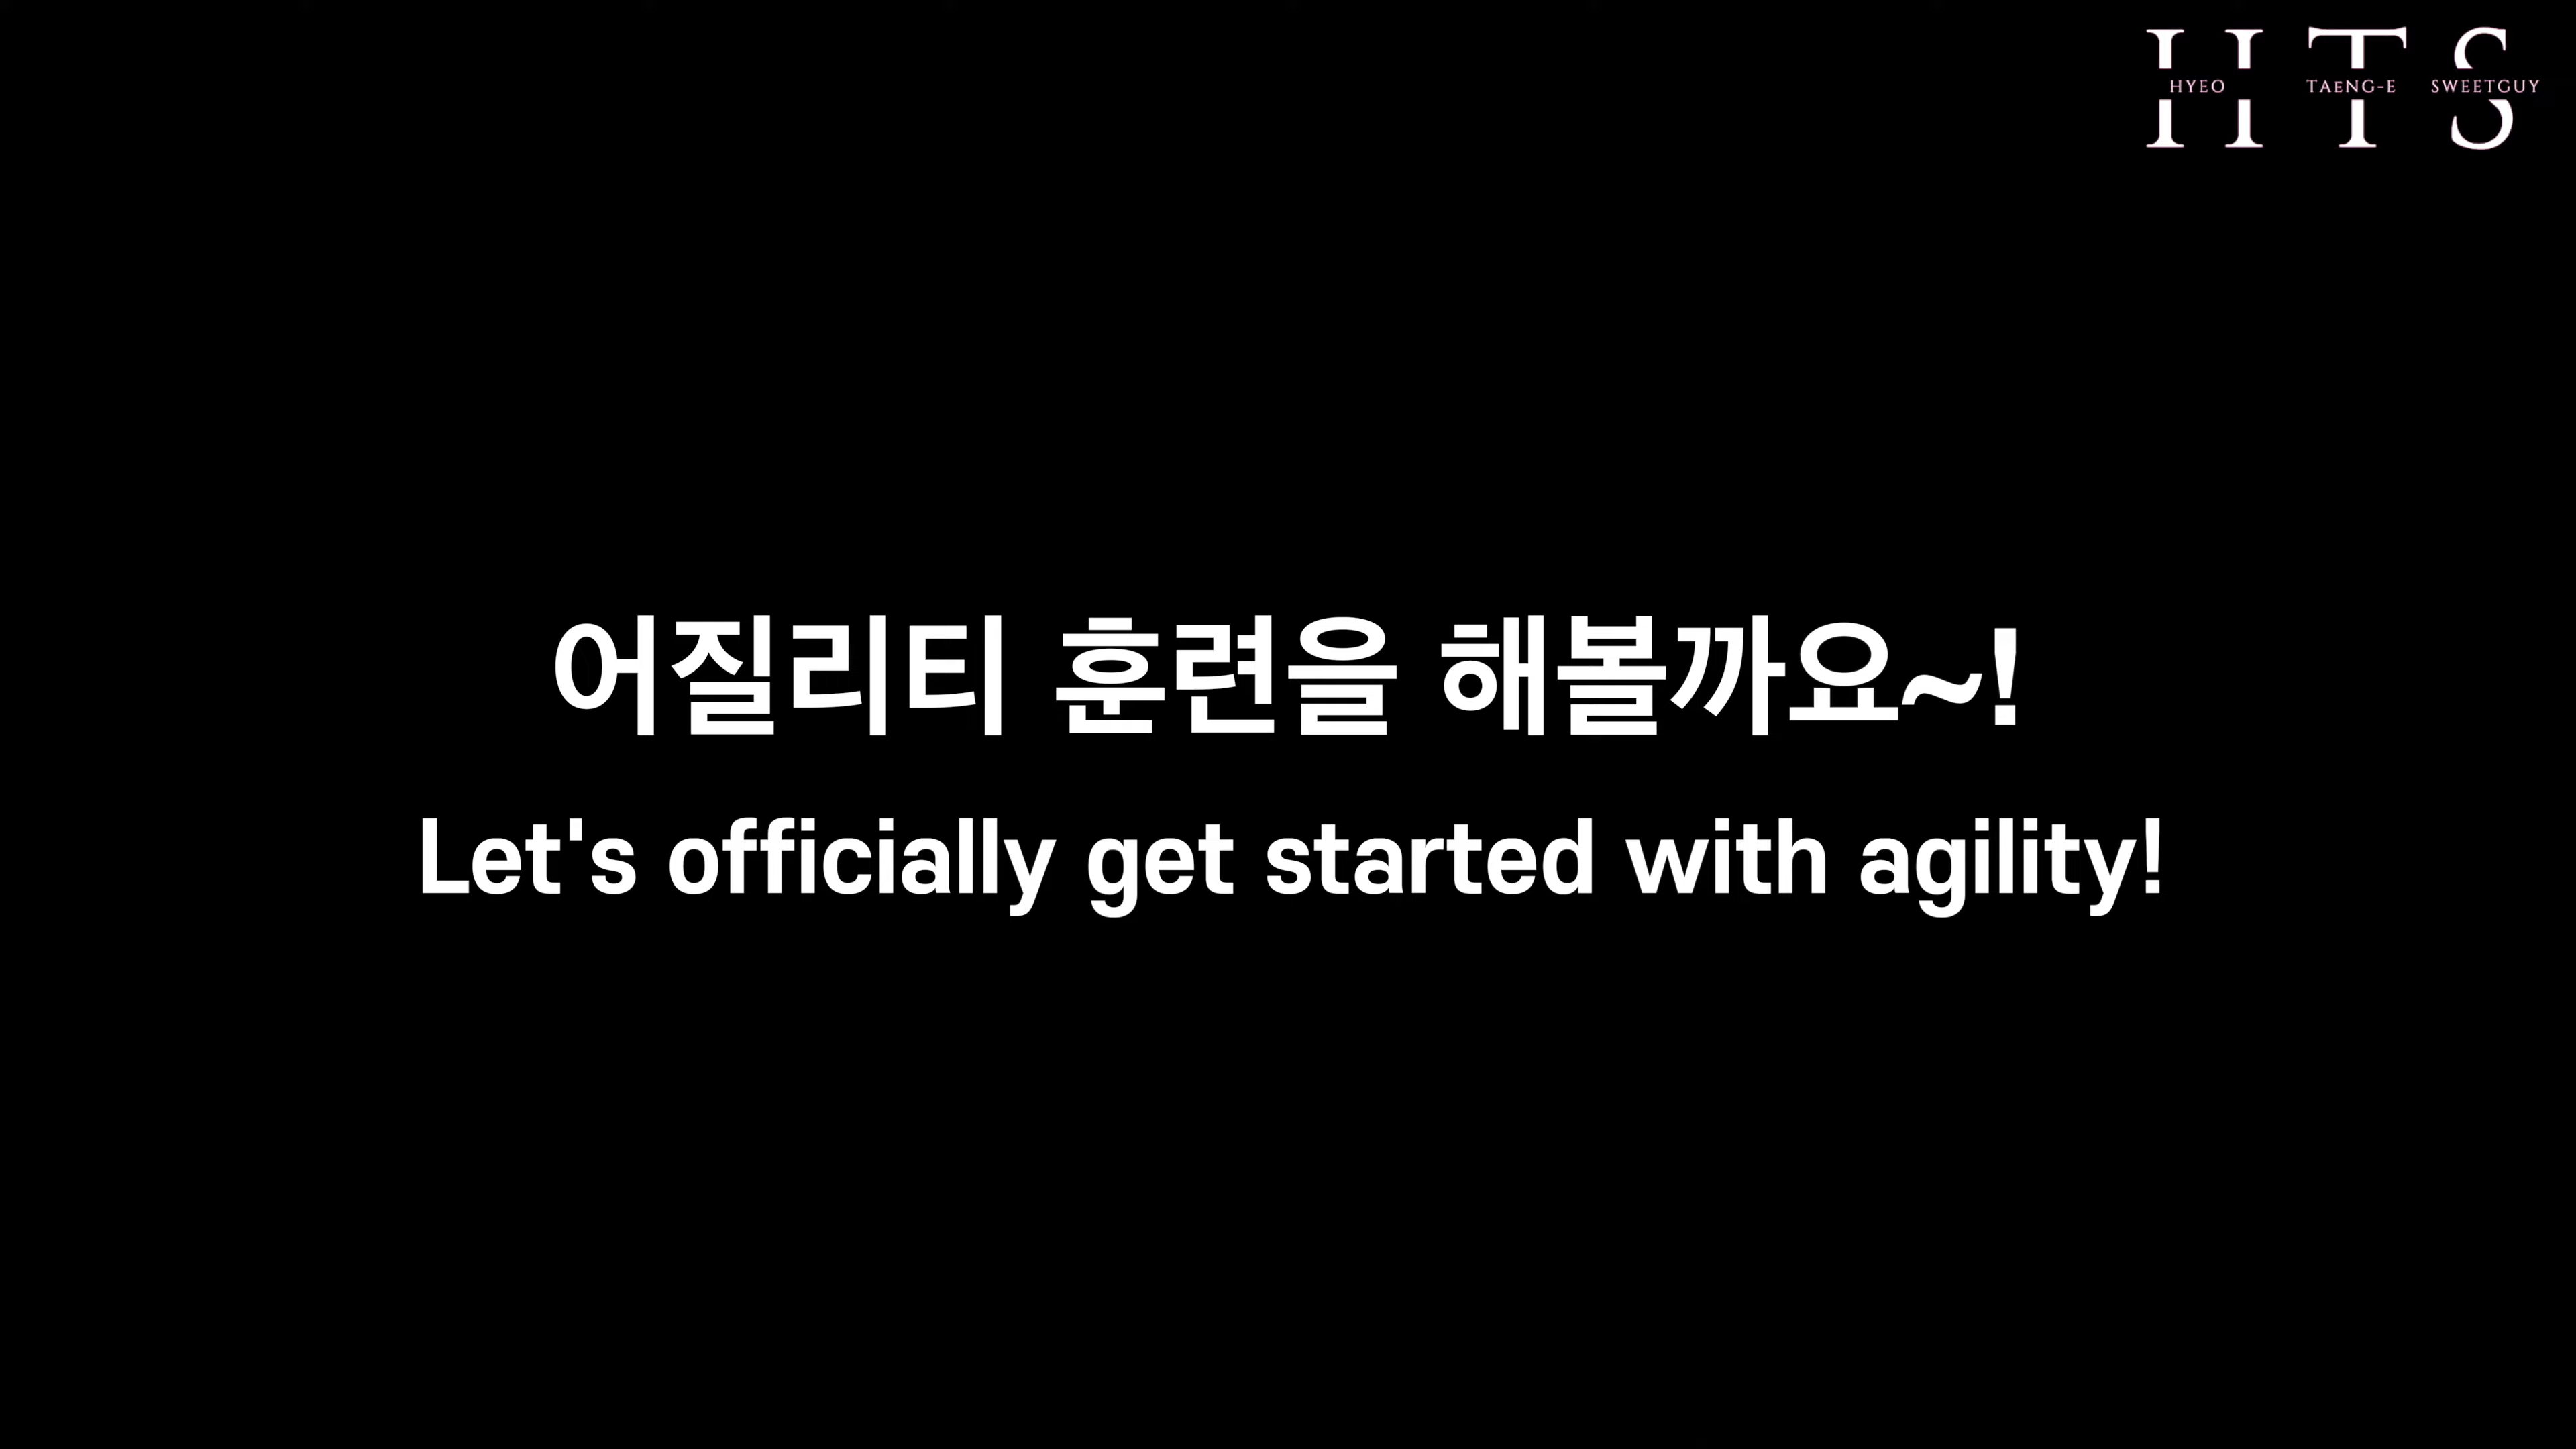 HTS
HYEO TAeNG-E SWEETGUY
어질리티 훈련을 해볼까요~!
Let's officially get started with agility!